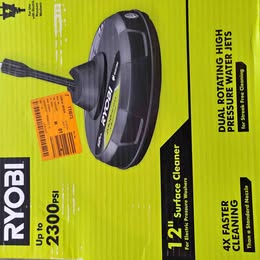 RYOBI
Up to
2300PSI
12" Surface Cleaner
For Electric Pressure Washers
DUAL ROTATING HIGH
PRESSURE WATER JETS
for Streak Free Cleaning
4X FASTER
CLEANING
Than a Standard Nozzle
RYOBI